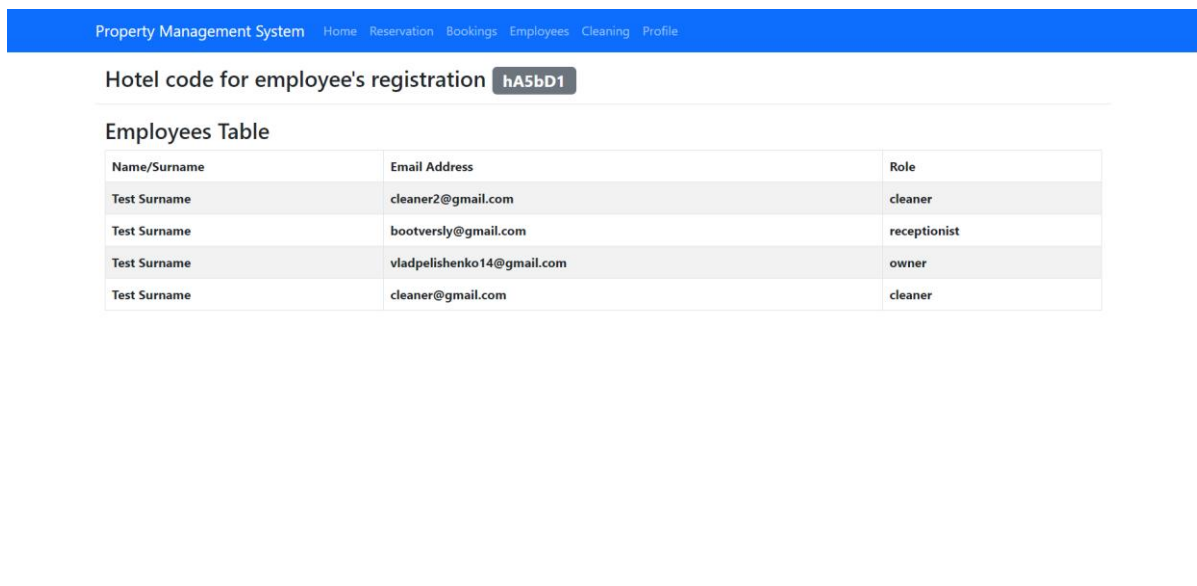 Property Management System Home Reservation Bookings Employees Cleaning Profile
Hotel code for employee's registration hA5bD1
Employees Table
Name/Surname Email Address Role
Test Surname cleaner2@gmail.com cleaner
Test Surname bootversly@gmail.com receptionist
Test Surname vladpelishenko14@gmail.com owner
Test Surname cleaner@gmail.com cleaner